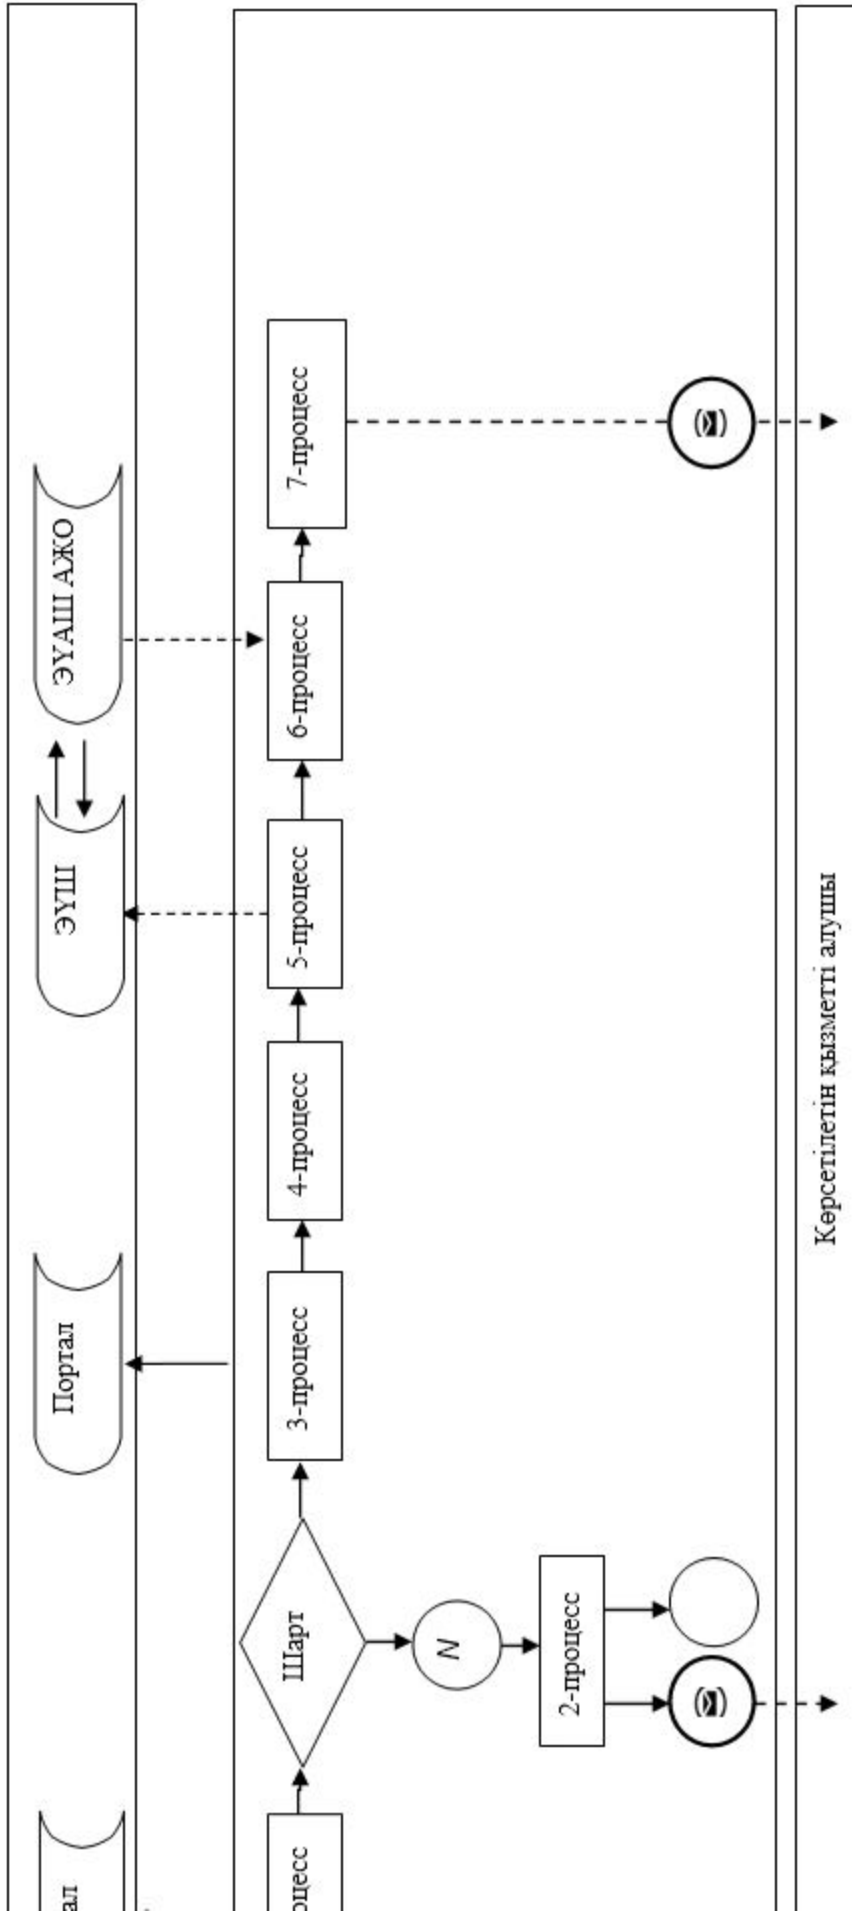 Портал
ЭҮШ
ЭҮАШ АЖО
Шарт
3-процесс
4-процесс
5-процесс
6-процесс
7-процесс
N
2-процесс
Көрсетілетін қызметті алушы